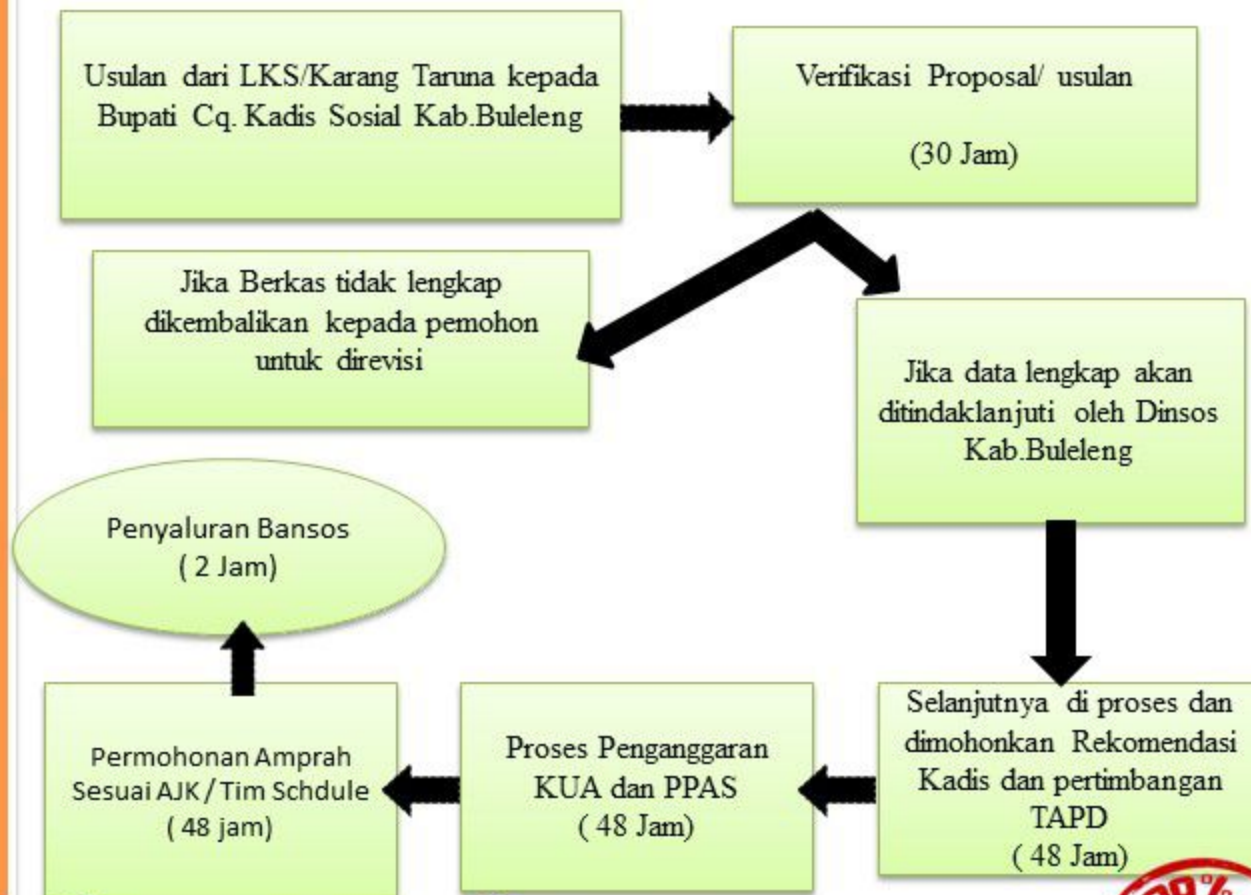 Usulan dari LKS/Karang Taruna kepada
Bupati Cq. Kadis Sosial Kab.Buleleng
Verifikasi Proposal/ usulan
(30 Jam)
Jika Berkas tidak lengkap
dikembalikan kepada pemohon
untuk direvisi
Jika data lengkap akan
ditindaklanjuti oleh Dinsos
Kab.Buleleng
Selanjutnya di proses dan
dimohonkan Rekomendasi
Kadis dan pertimbangan
TAPD
( 48 Jam)
Proses Penganggaran
KUA dan PPAS
( 48 Jam)
Permohonan Amprah
Sesuai AJK / Tim Schdule
( 48 jam)
Penyaluran Bansos
( 2 Jam)